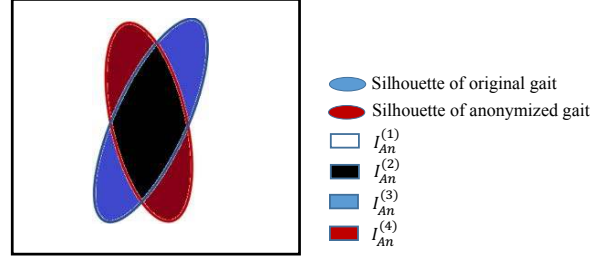 Silhouette of original gait
Silhouette of anonymized gait
I_{An}^{(1)}
I_{An}^{(2)}
I_{An}^{(3)}
I_{An}^{(4)}